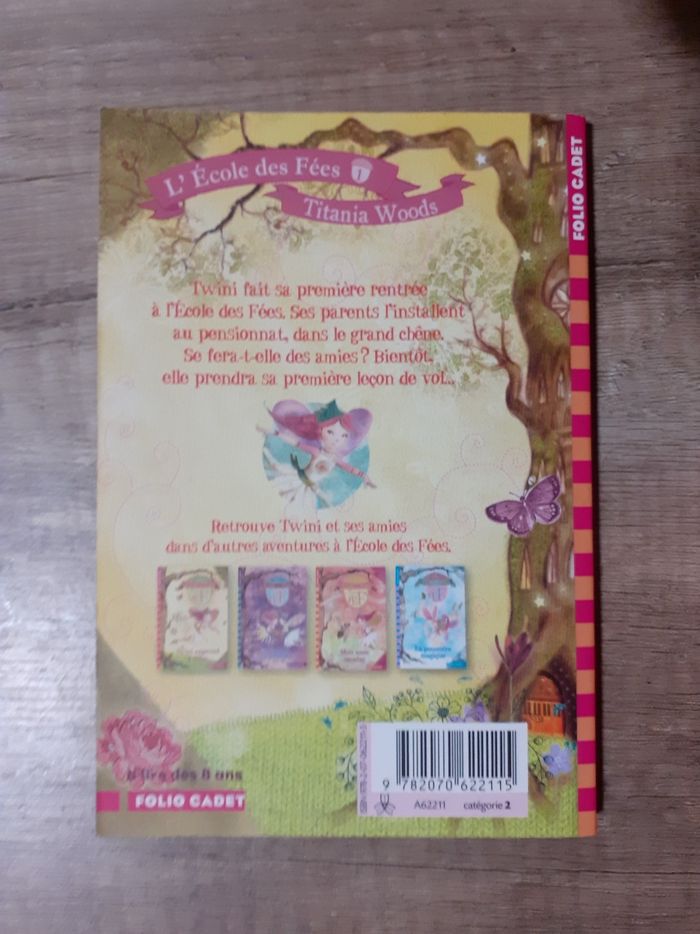 L'École des Fées 1
Titania Woods
FOLIO CADET
Twini fait sa première rentrée
à l'École des Fées. Ses parents l'installent
au pensionnat, dans le grand chêne.
Se fera-t-elle des amies ? Bientôt,
elle prendra sa première leçon de vol...
Retrouve Twini et ses amies
dans d'autres aventures à l'École des Fées.
à lire dès 8 ans
FOLIO CADET
9 782070 622115
A62211 catégorie 2